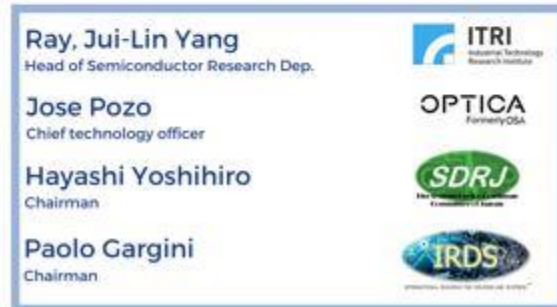 Ray, Jui-Lin Yang
Head of Semiconductor Research Dep.
ITRI
Industrial Technology
Research Institute
Jose Pozo
Chief technology officer
OPTICA
Formerly OSA
Hayashi Yoshihiro
Chairman
SDRJ
Paolo Gargini
Chairman
IRDS